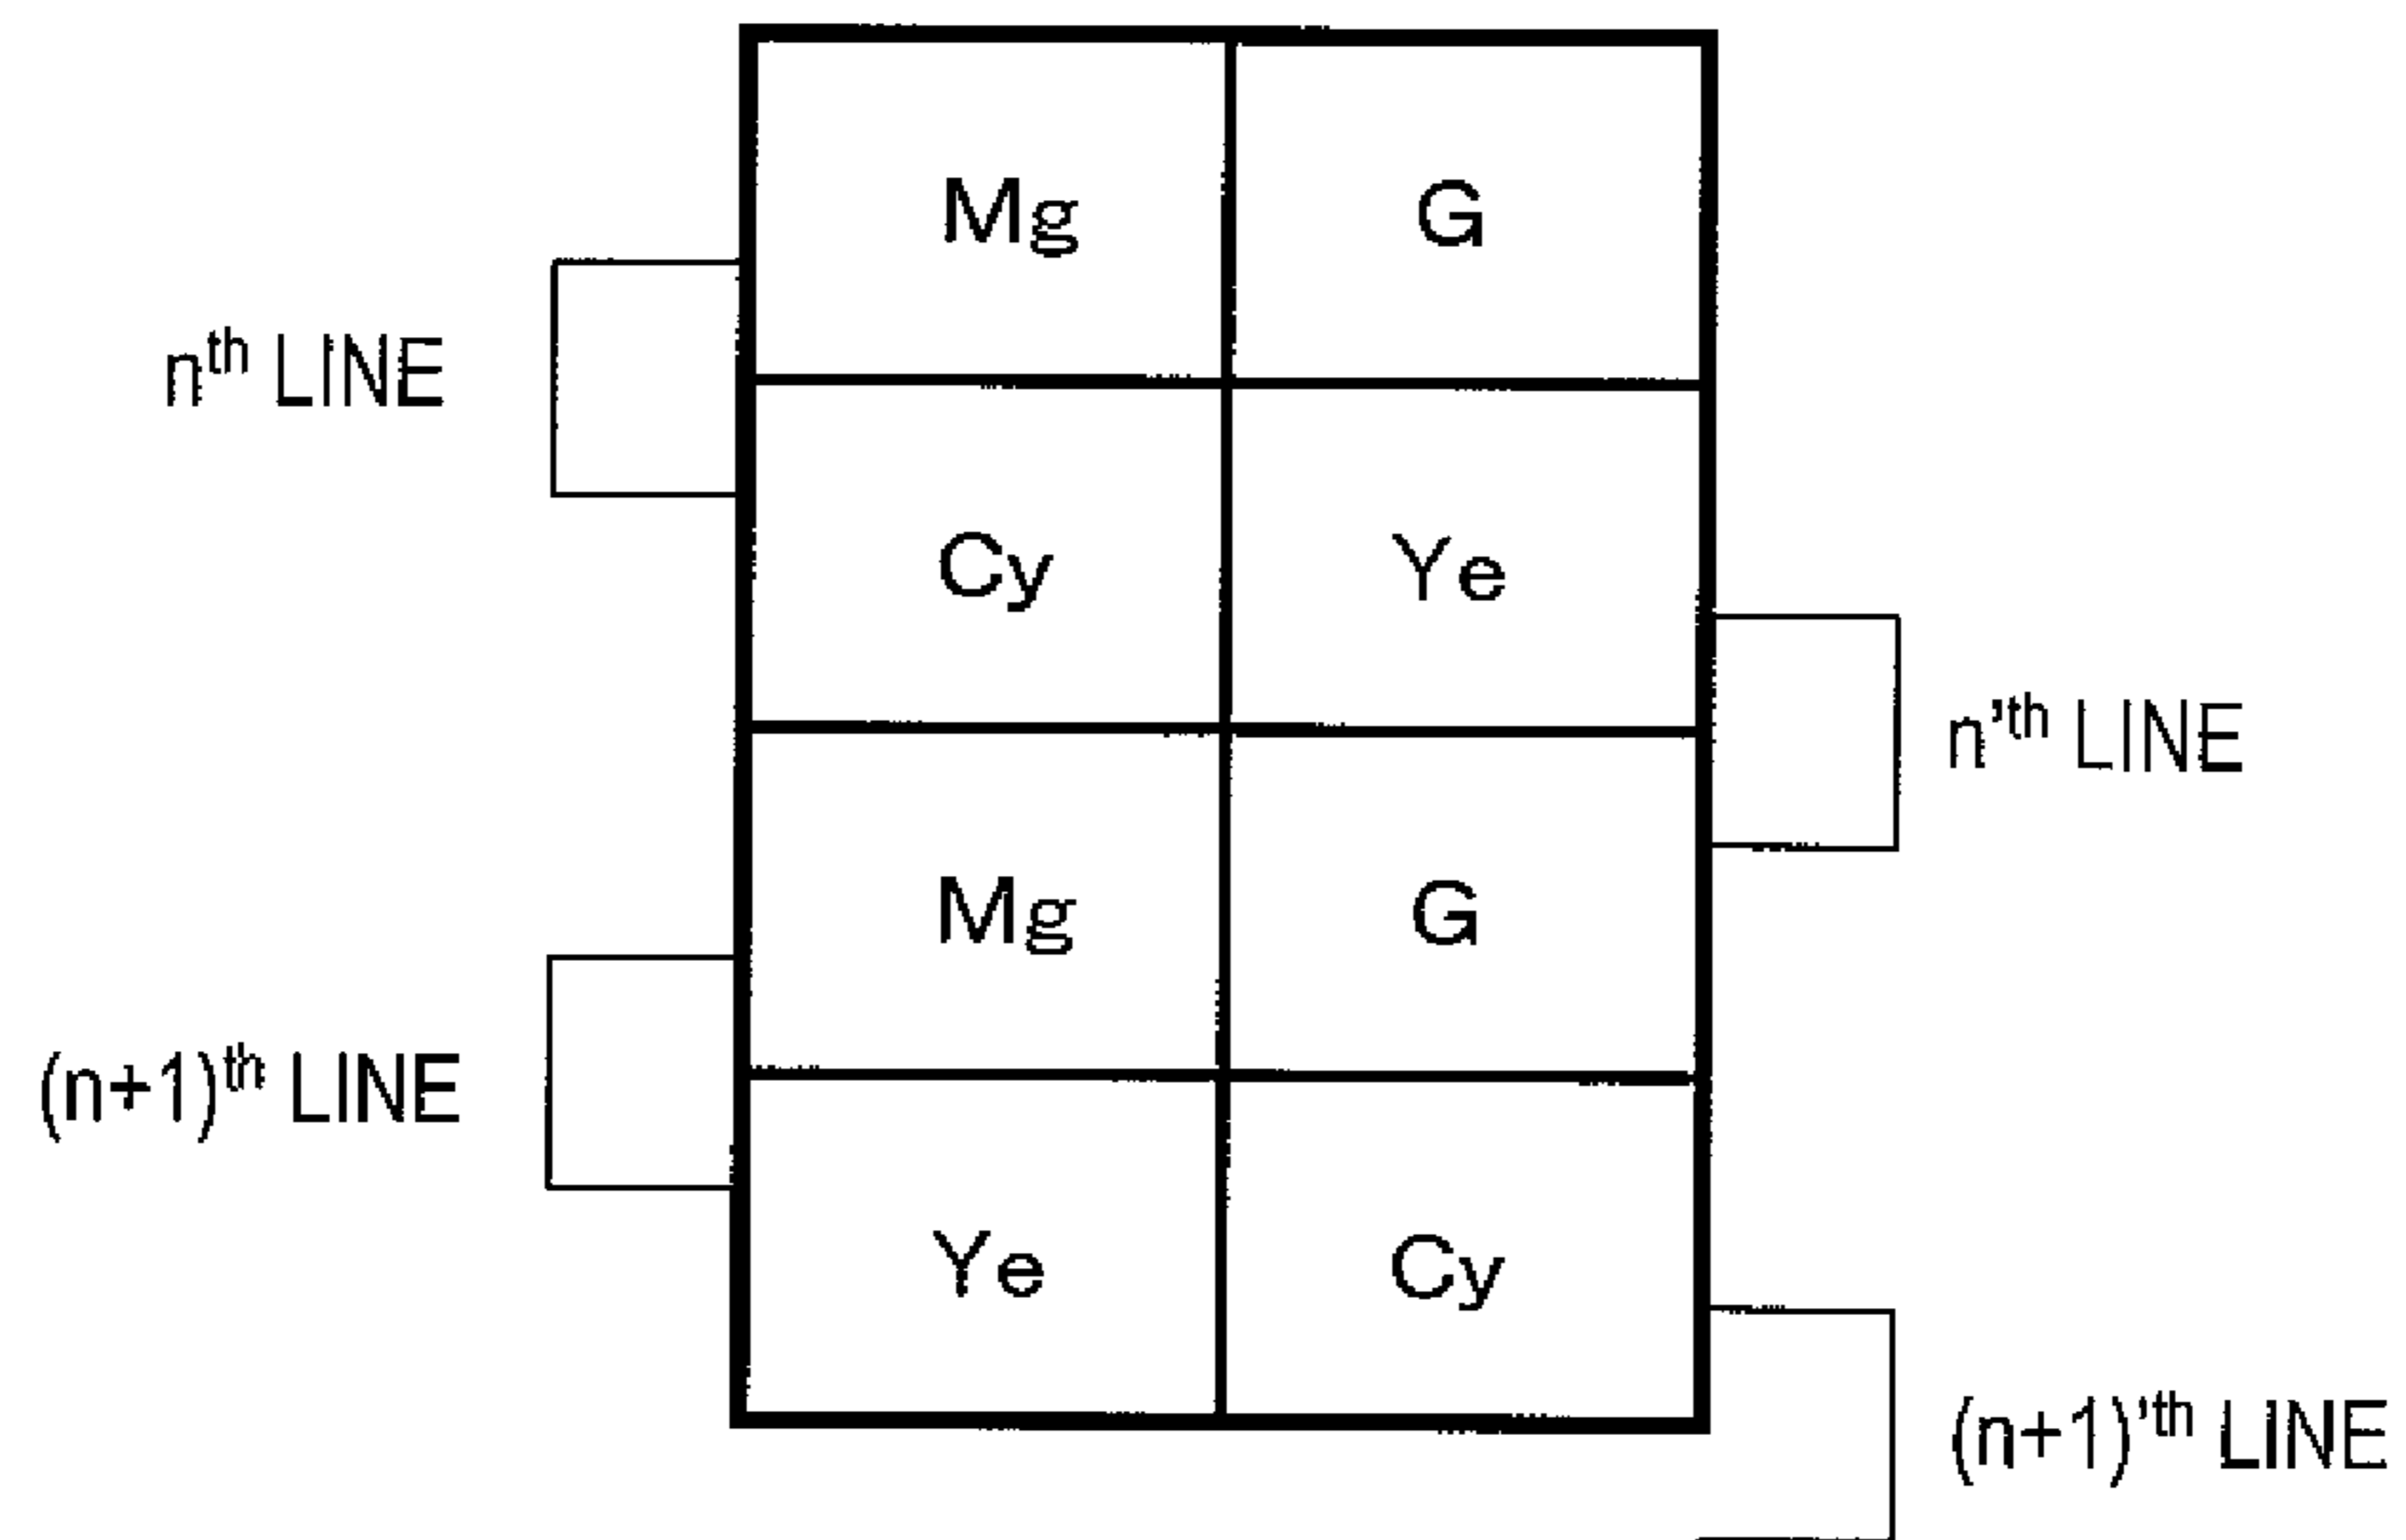 Mg G
nth LINE
Cy Ye
n'th LINE
Mg G
(n+1)th LINE
Ye Cy
(n+1)'th LINE